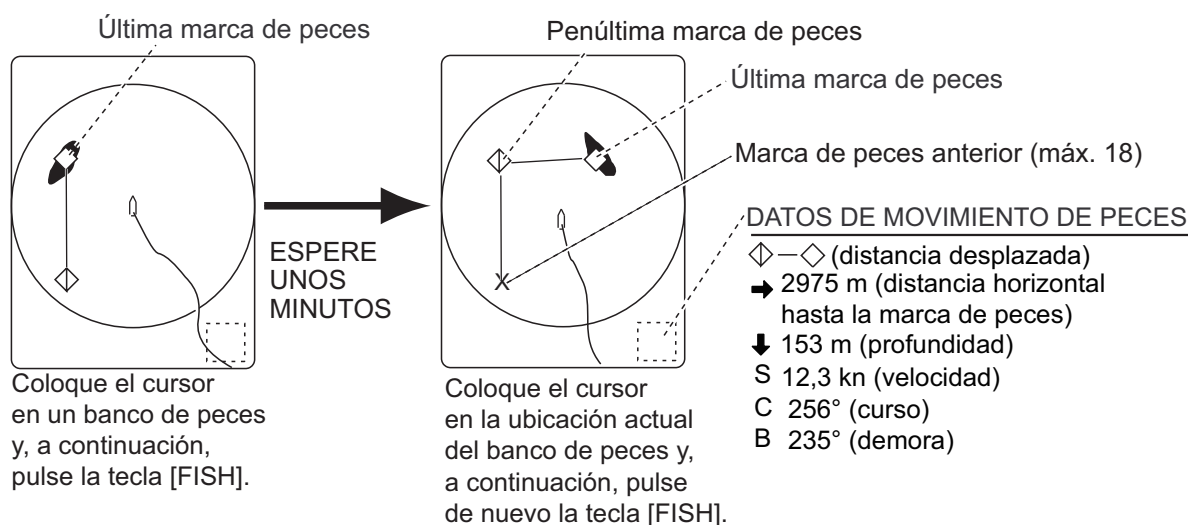 Última marca de peces
Penúltima marca de peces
Última marca de peces
Marca de peces anterior (máx. 18)
X
ESPERE
UNOS
MINUTOS
DATOS DE MOVIMIENTO DE PECES
(distancia desplazada)
2975 m (distancia horizontal
hasta la marca de peces)
153 m (profundidad)
S 12,3 kn (velocidad)
C 256° (curso)
B 235° (demora)
Coloque el cursor
en un banco de peces
y, a continuación,
pulse la tecla [FISH].
Coloque el cursor
en la ubicación actual
del banco de peces y,
a continuación, pulse
de nuevo la tecla [FISH].